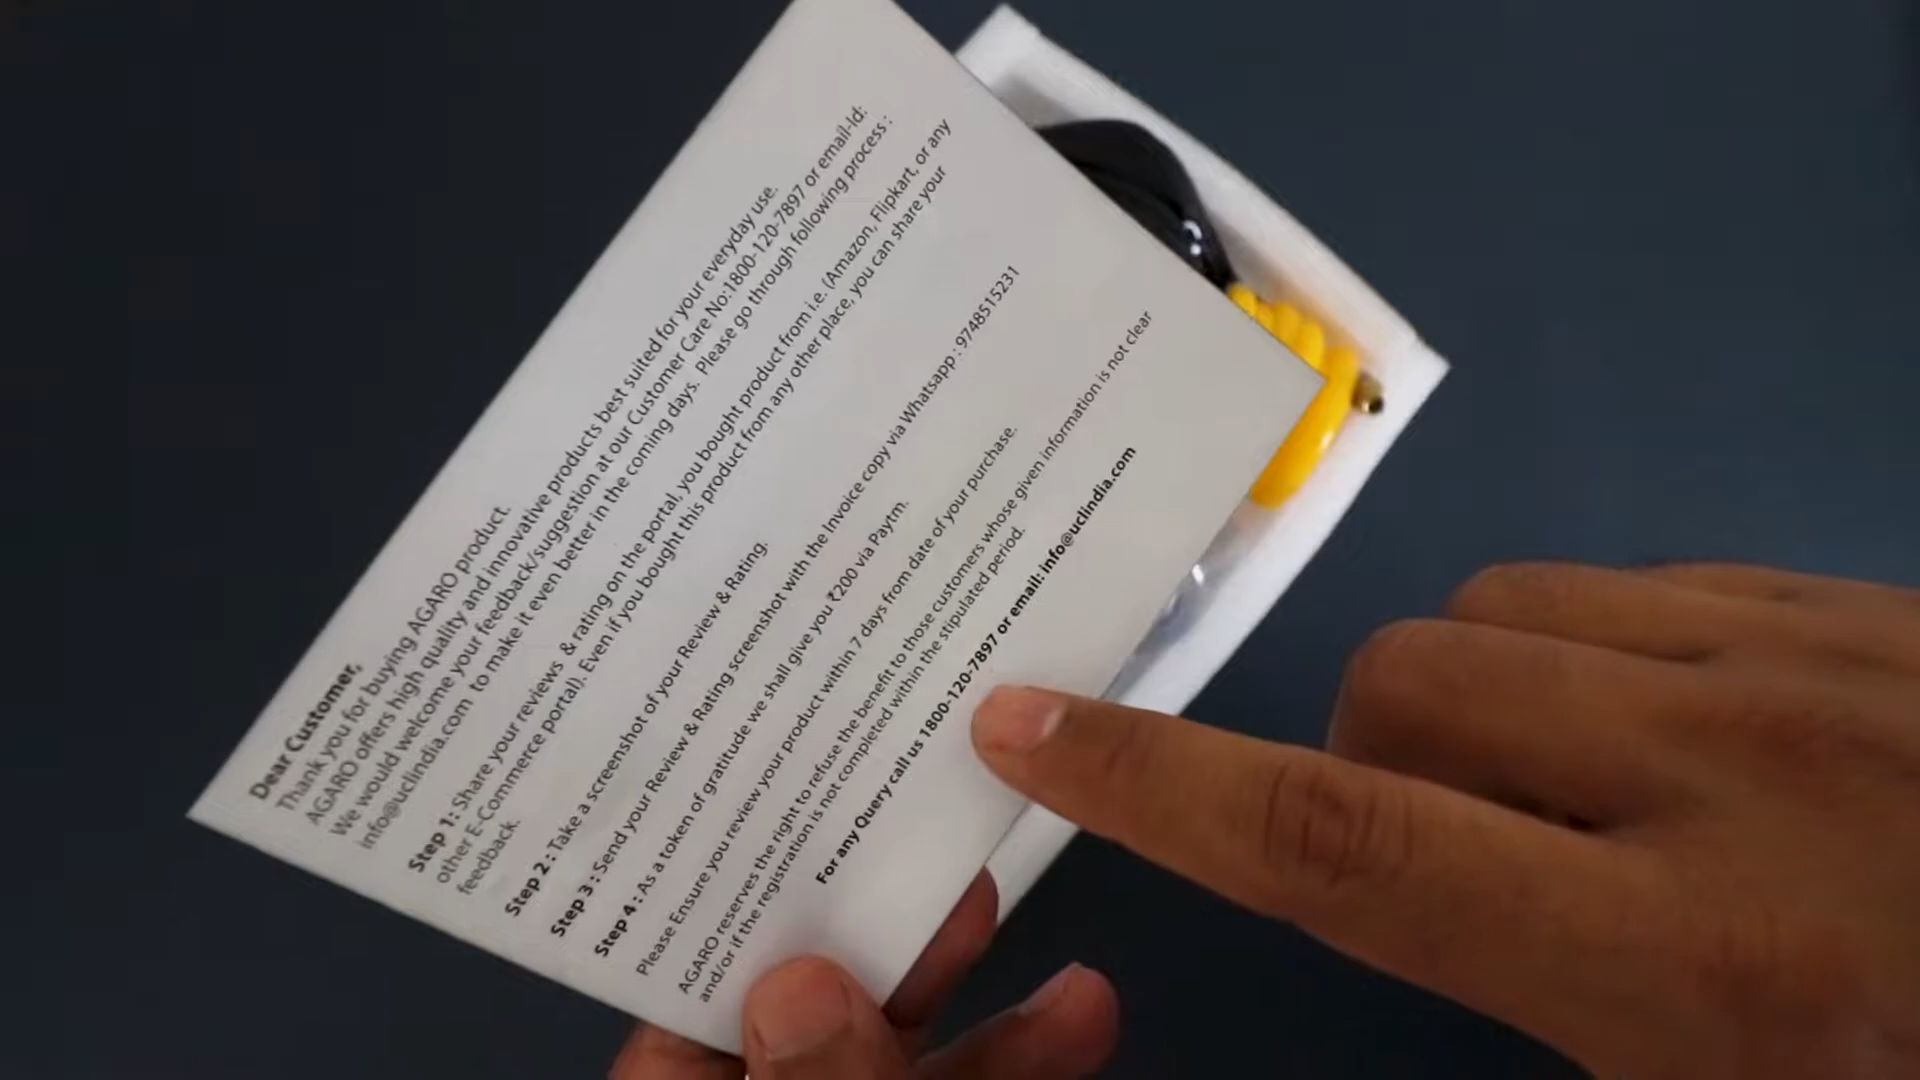 Dear Customer,
Thank you for buying AGARO product.
AGARO offers high quality and innovative products best suited for your everyday use.
We would welcome your feedback/suggestion at our Customer Care No:1800-120-7897 or email-Id:
info@uclindia.com to make it even better in the coming days. Please go through following process :
Step 1: Share your reviews & rating on the portal, you bought product from i.e. (Amazon, Flipkart, or any
other E-Commerce portal). Even if you bought this product from any other place, you can share your
feedback.
Step 2 : Take a screenshot of your Review & Rating.
Step 3 : Send your Review & Rating screenshot with the Invoice copy via Whatsapp : 9748515231
Step 4 : As a token of gratitude we shall give you ₹200 via Paytm.
Please Ensure you review your product within 7 days from date of your purchase.
AGARO reserves the right to refuse the benefit to those customers whose given information is not clear
and/or if the registration is not completed within the stipulated period.
For any Query call us 1800-120-7897 or email: info@uclindia.com